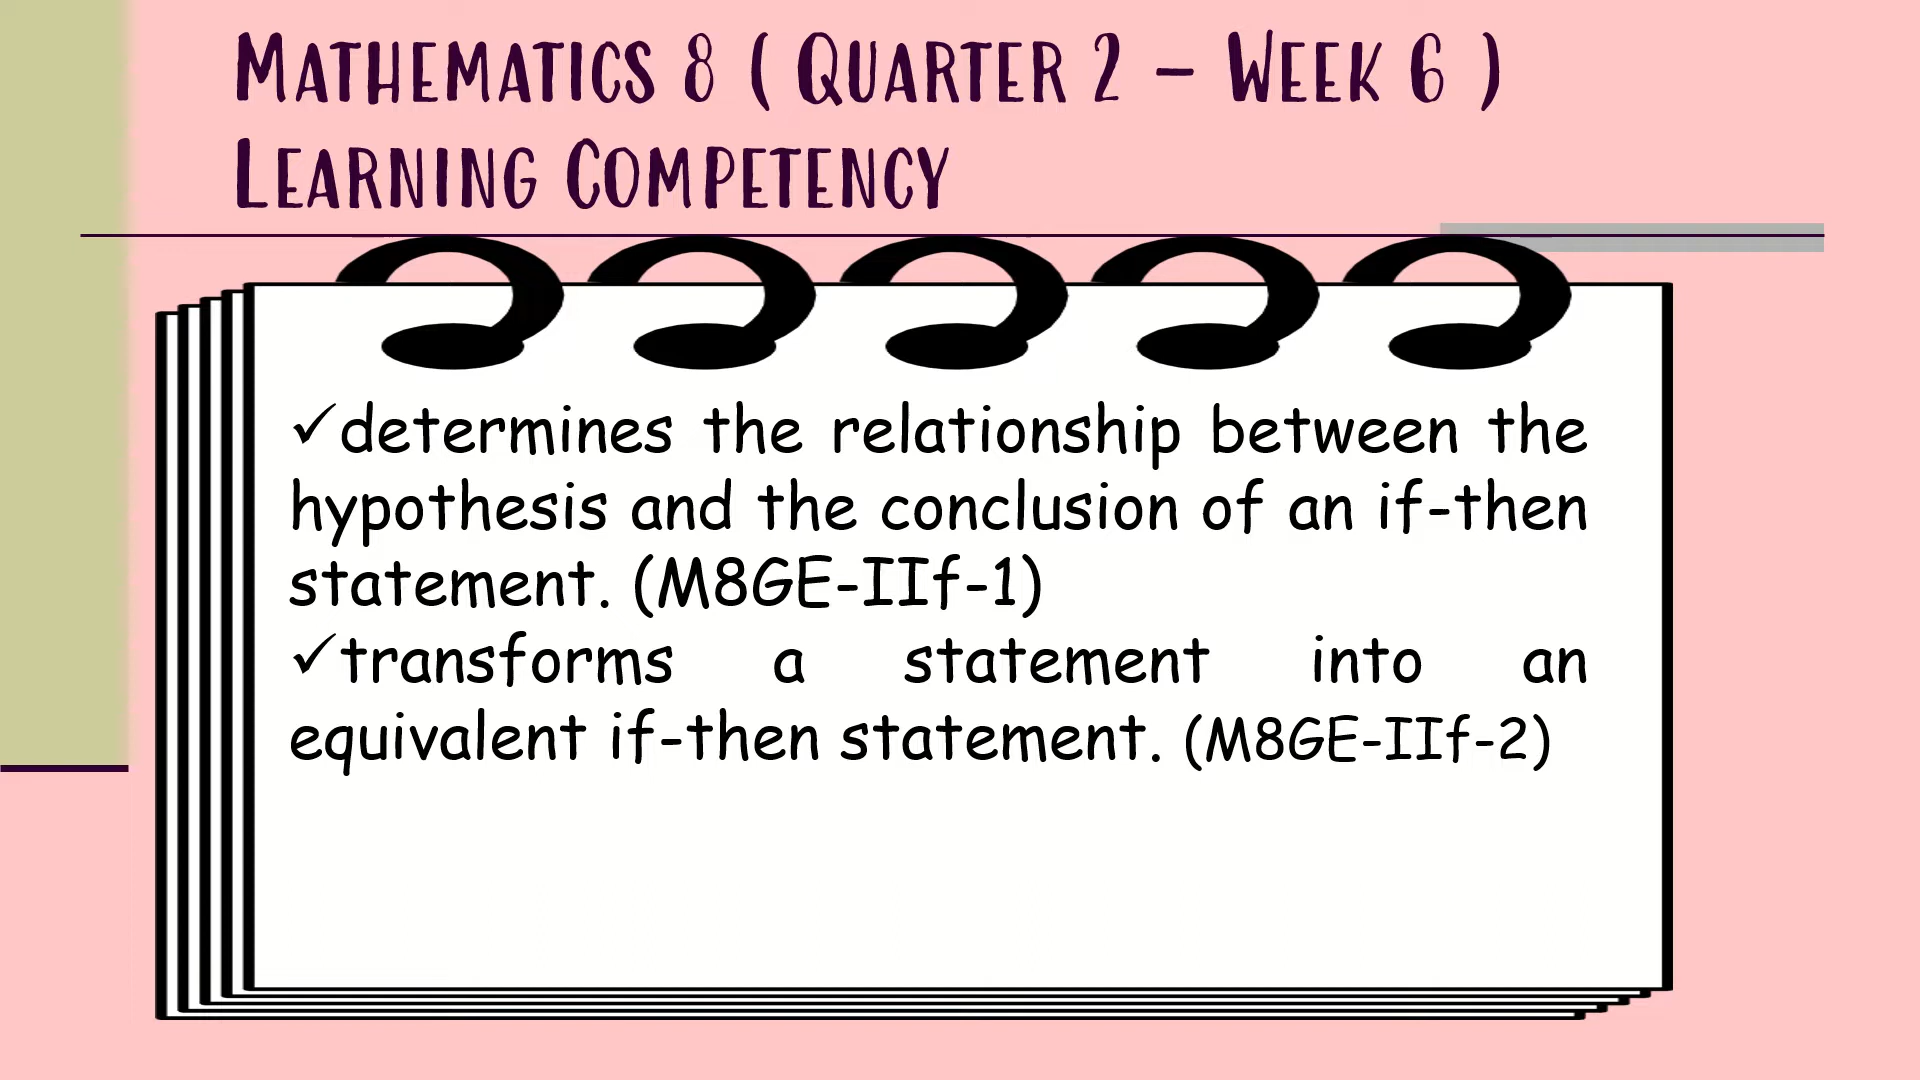 MATHEMATICS 8 ( QUARTER 2 – WEEK 6 )
LEARNING COMPETENCY
✓determines the relationship between the
hypothesis and the conclusion of an if-then
statement. (M8GE-IIf-1)
✓transforms a statement into an
equivalent if-then statement. (M8GE-IIf-2)